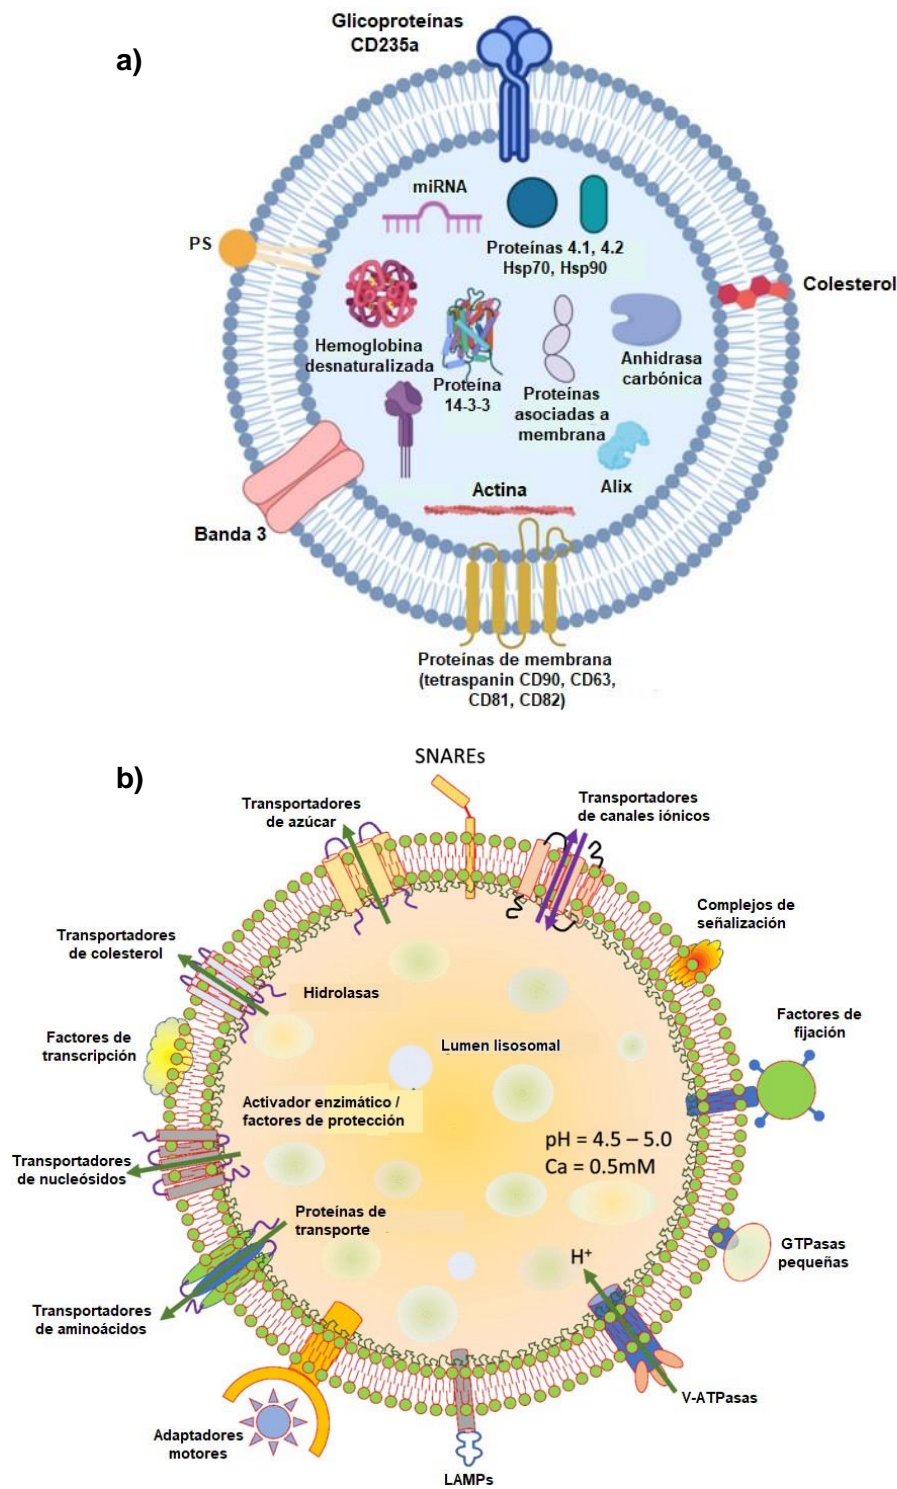 a)
Glicoproteínas
CD235a
miRNA
PS
Proteínas 4.1, 4.2
Hsp70, Hsp90
Colesterol
Hemoglobina
desnaturalizada
Proteína
14-3-3
Proteínas
asociadas a
membrana
Anhidrasa
carbónica
Alix
Actina
Banda 3
Proteínas de membrana
(tetraspanin CD90, CD63,
CD81, CD82)
b)
SNAREs
Transportadores
de azúcar
Transportadores
de canales iónicos
Complejos de
señalización
Transportadores
de colesterol
Hidrolasas
Factores de
fijación
Factores de
transcripción
Lumen lisosomal
Activador enzimático /
factores de protección
pH = 4.5 – 5.0
Ca = 0.5mM
Transportadores
de nucleósidos
Proteínas de
transporte
H⁺
GTPasas
pequeñas
Transportadores
de aminoácidos
V-ATPasas
Adaptadores
motores
LAMPs